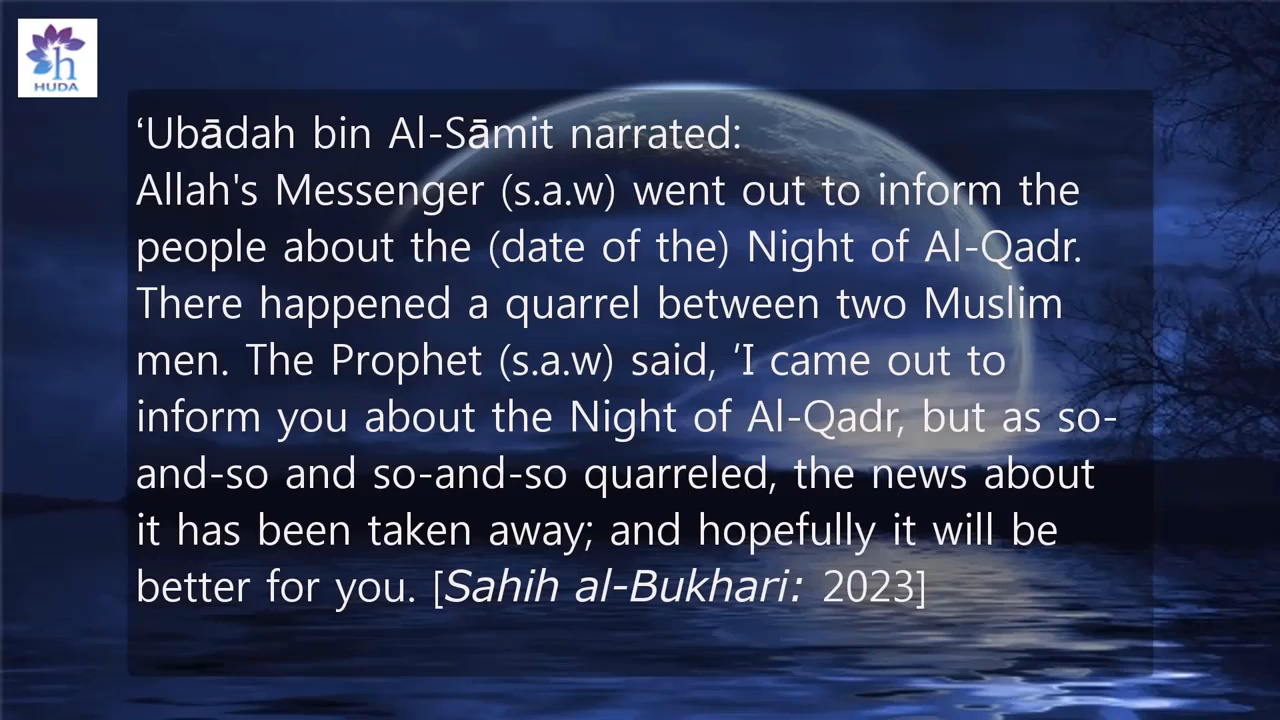 h
HUDA
‘Ubādah bin Al-Sāmit narrated:
Allah's Messenger (s.a.w) went out to inform the
people about the (date of the) Night of Al-Qadr.
There happened a quarrel between two Muslim
men. The Prophet (s.a.w) said, ’I came out to
inform you about the Night of Al-Qadr, but as so-
and-so and so-and-so quarreled, the news about
it has been taken away; and hopefully it will be
better for you. [Sahih al-Bukhari: 2023]